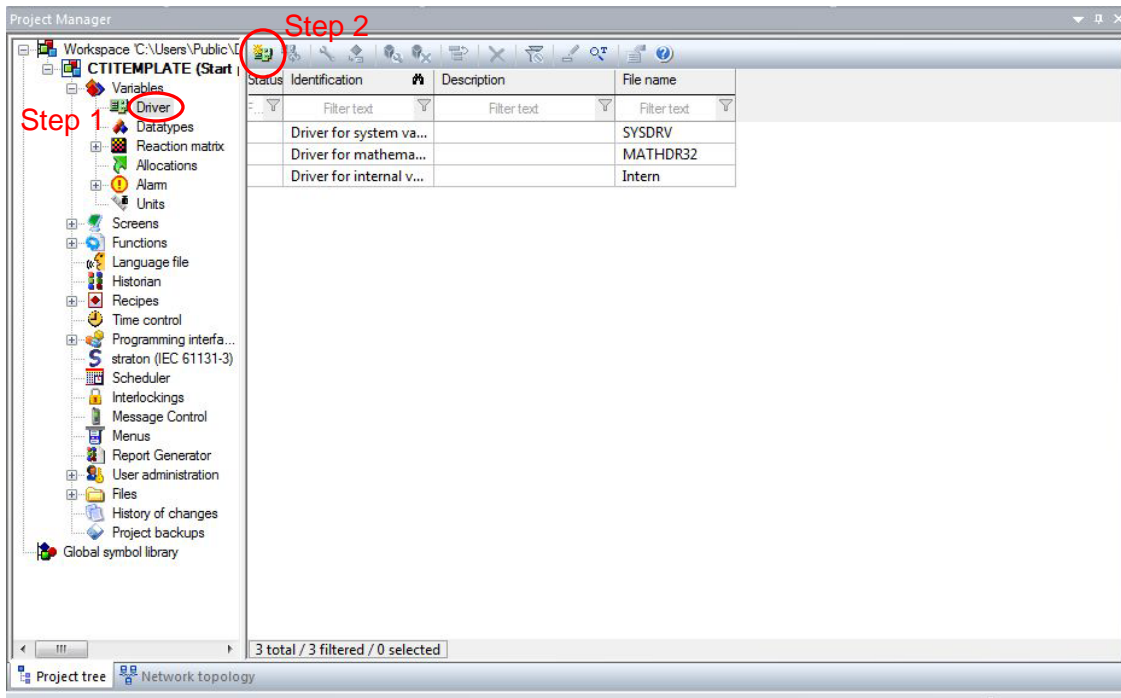 Project Manager
Step 2
Workspace 'C:\Users\Public\D
CTITEMPLATE (Start
Variables
Step 1
Driver
Datatypes
Reaction matrix
Allocations
Alarm
Units
Screens
Functions
Language file
Historian
Recipes
Time control
Programming interfa...
straton (IEC 61131-3)
Scheduler
Interlockings
Message Control
Menus
Report Generator
User administration
Files
History of changes
Project backups
Global symbol library
Status Identification Description File name
F... Filter text Filter text Filter text
Driver for system va... SYSDRV
Driver for mathema... MATHDR32
Driver for internal v... Intern
3 total / 3 filtered / 0 selected
Project tree Network topology